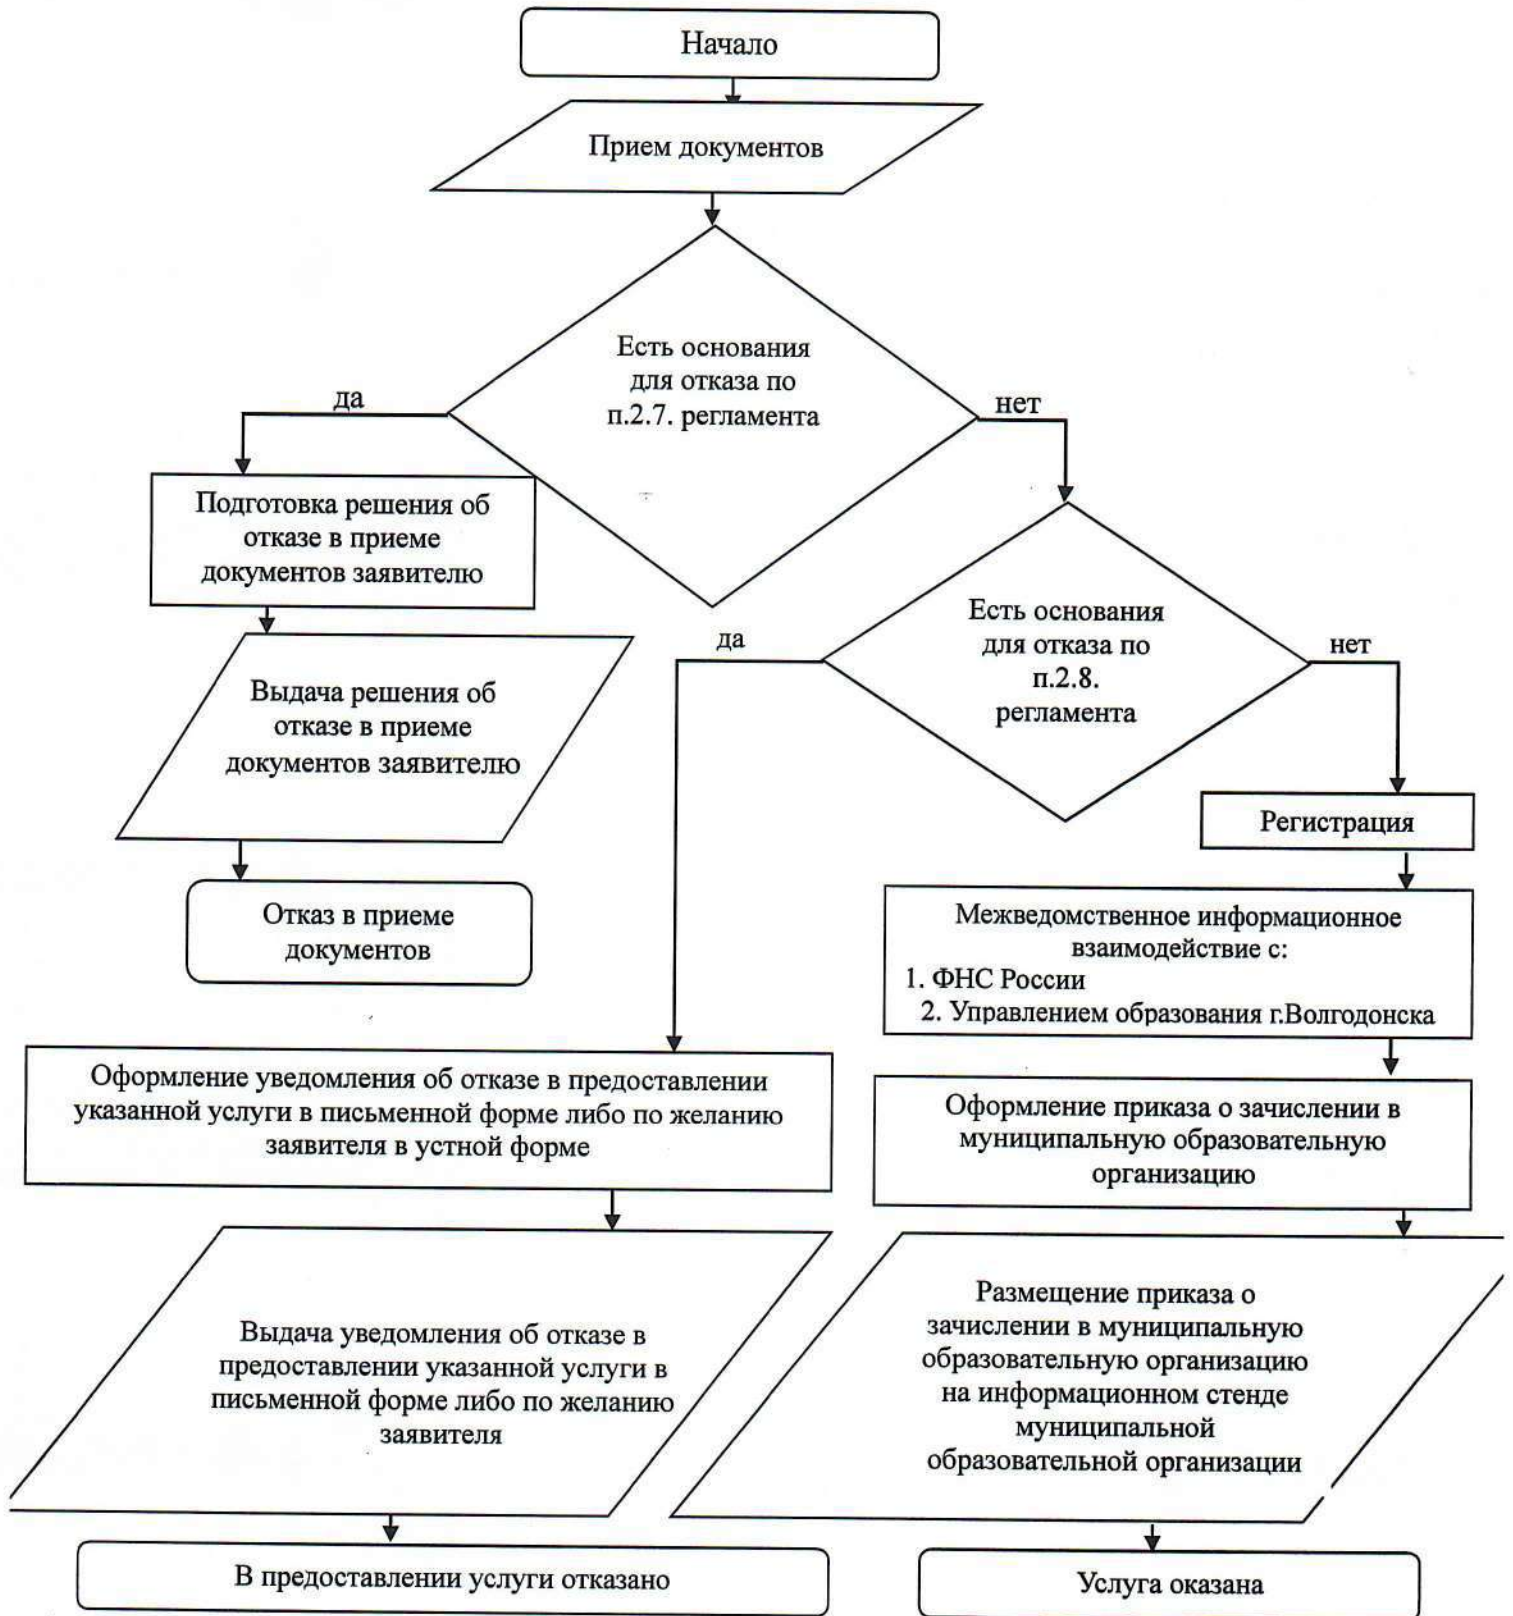 Начало
Прием документов
Есть основания
для отказа по
п.2.7. регламента
да
нет
Подготовка решения об
отказе в приеме
документов заявителю
Есть основания
для отказа по
п.2.8.
регламента
да
нет
Выдача решения об
отказе в приеме
документов заявителю
Регистрация
Отказ в приеме
документов
Межведомственное информационное
взаимодействие с:
1. ФНС России
2. Управлением образования г.Волгодонска
Оформление уведомления об отказе в предоставлении
указанной услуги в письменной форме либо по желанию
заявителя в устной форме
Оформление приказа о зачислении в
муниципальную образовательную
организацию
Выдача уведомления об отказе в
предоставлении указанной услуги в
письменной форме либо по желанию
заявителя
Размещение приказа о
зачислении в муниципальную
образовательную организацию
на информационном стенде
муниципальной
образовательной организации
В предоставлении услуги отказано
Услуга оказана